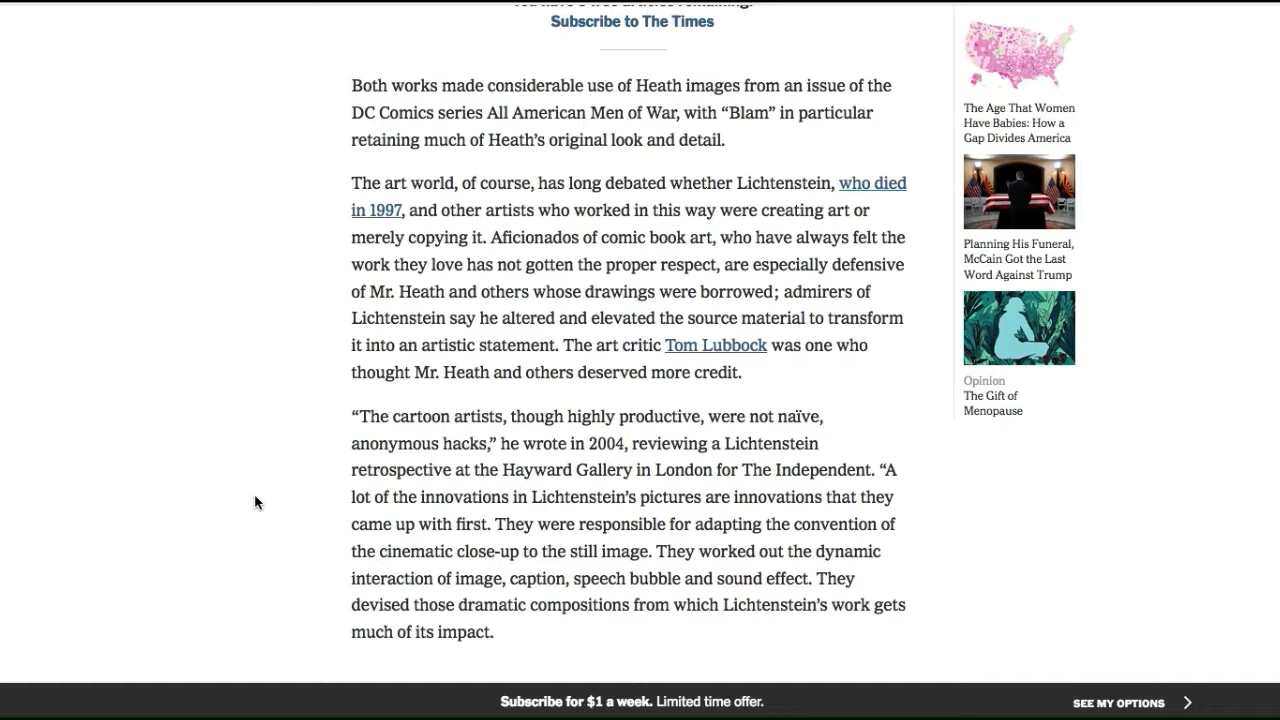 You have 3 free articles remaining.
Subscribe to The Times
Both works made considerable use of Heath images from an issue of the
DC Comics series All American Men of War, with “Blam” in particular
retaining much of Heath’s original look and detail.
The art world, of course, has long debated whether Lichtenstein, who died
in 1997, and other artists who worked in this way were creating art or
merely copying it. Aficionados of comic book art, who have always felt the
work they love has not gotten the proper respect, are especially defensive
of Mr. Heath and others whose drawings were borrowed; admirers of
Lichtenstein say he altered and elevated the source material to transform
it into an artistic statement. The art critic Tom Lubbock was one who
thought Mr. Heath and others deserved more credit.
“The cartoon artists, though highly productive, were not naïve,
anonymous hacks,” he wrote in 2004, reviewing a Lichtenstein
retrospective at the Hayward Gallery in London for The Independent. “A
lot of the innovations in Lichtenstein’s pictures are innovations that they
came up with first. They were responsible for adapting the convention of
the cinematic close-up to the still image. They worked out the dynamic
interaction of image, caption, speech bubble and sound effect. They
devised those dramatic compositions from which Lichtenstein’s work gets
much of its impact.
The Age That Women
Have Babies: How a
Gap Divides America
Planning His Funeral,
McCain Got the Last
Word Against Trump
Opinion
The Gift of
Menopause
Subscribe for $1 a week. Limited time offer.
SEE MY OPTIONS